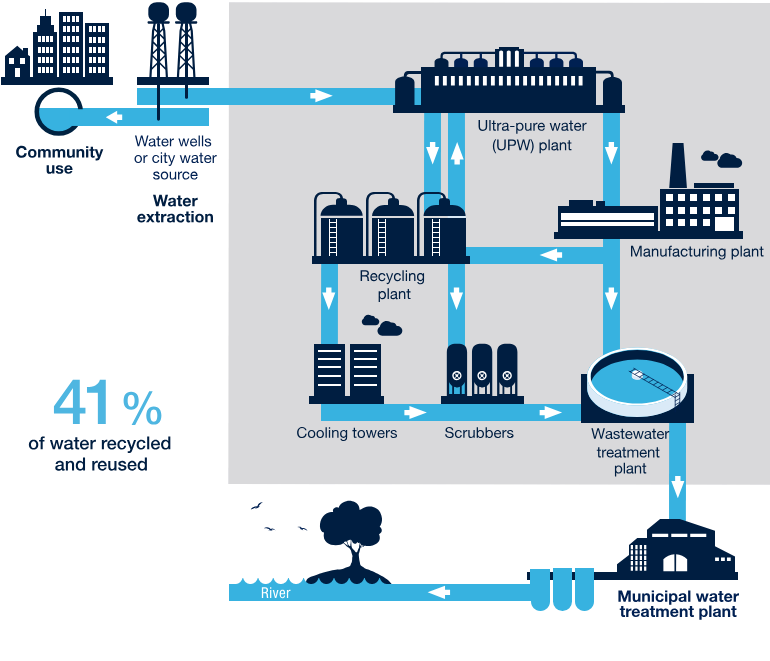 Community
use
Water wells
or city water
source
Water
extraction
Ultra-pure water
(UPW) plant
Manufacturing plant
Recycling
plant
Cooling towers
Scrubbers
Wastewater
treatment
plant
41 %
of water recycled
and reused
River
Municipal water
treatment plant